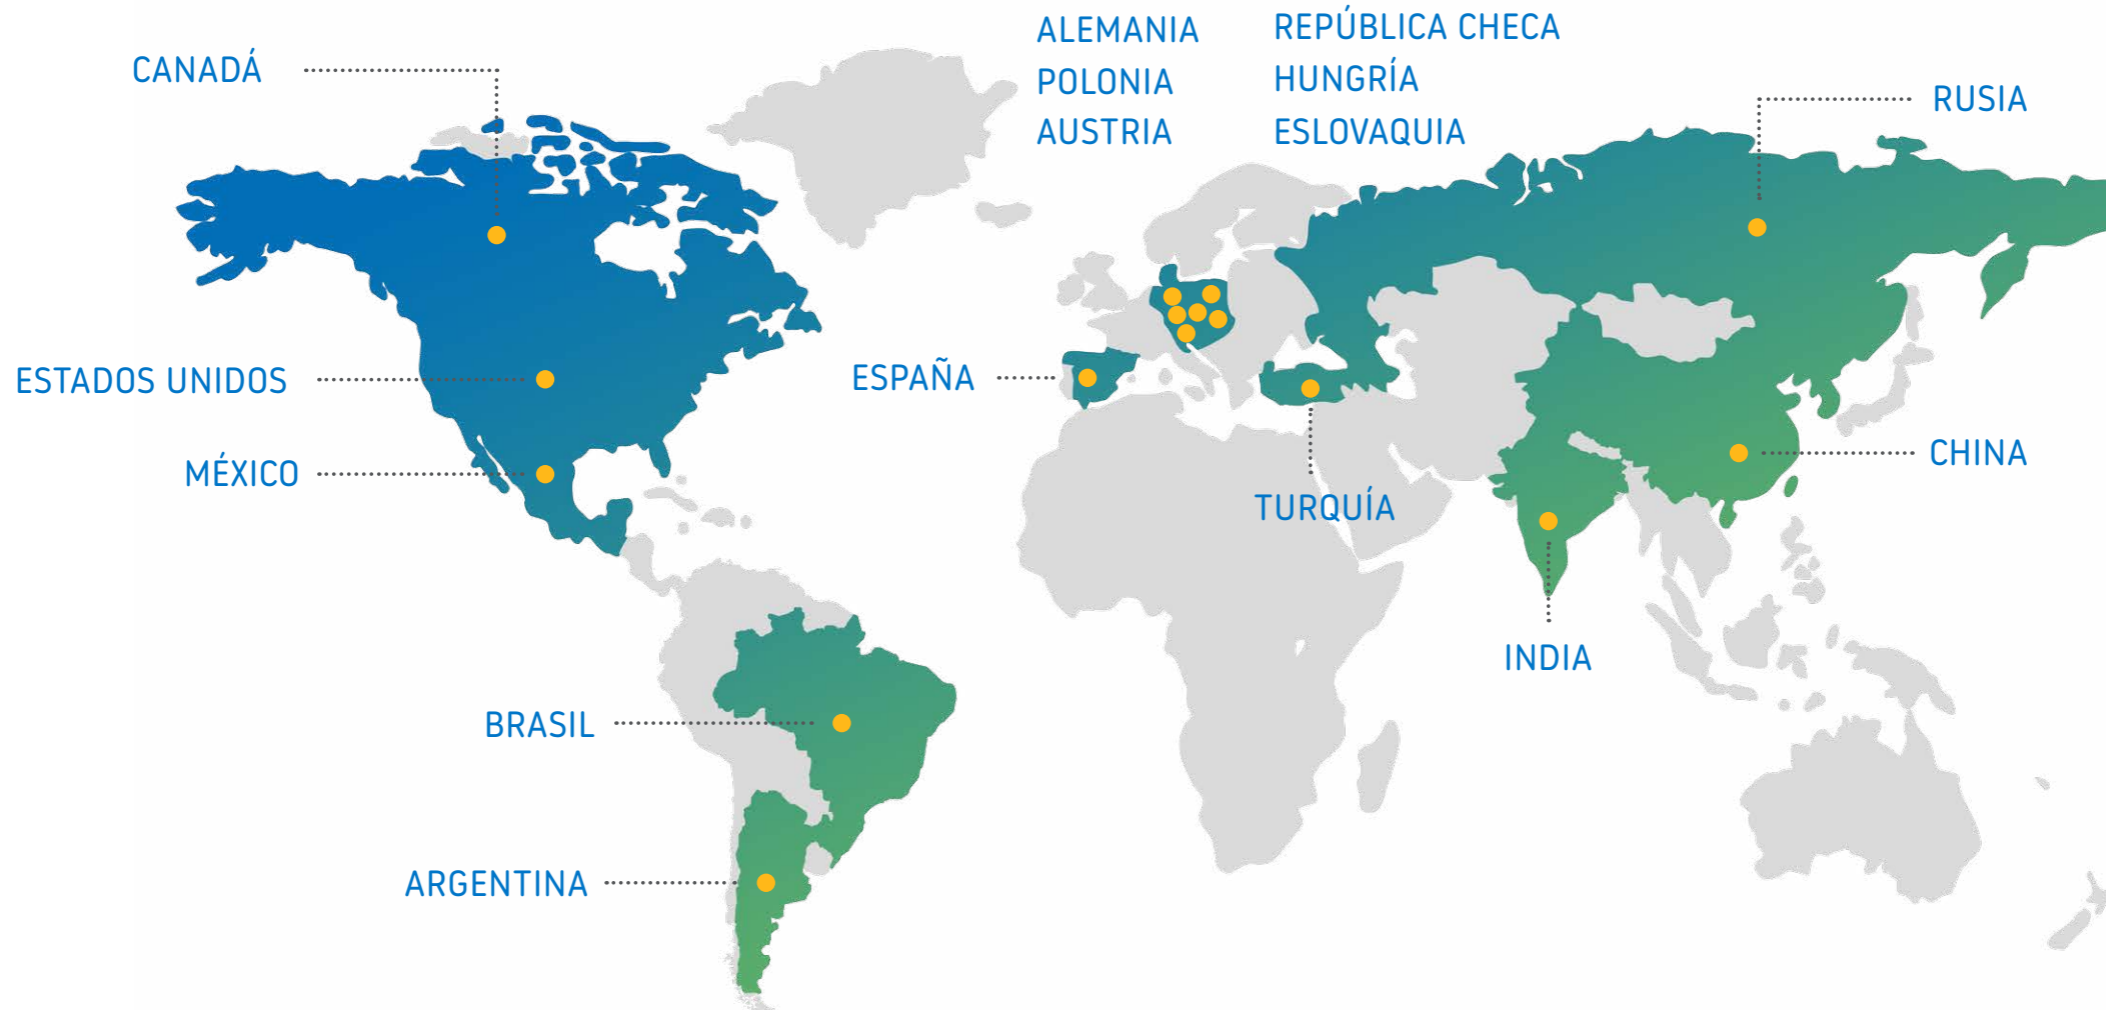 ALEMANIA
POLONIA
AUSTRIA
REPÚBLICA CHECA
HUNGRÍA
ESLOVAQUIA
CANADÁ
RUSIA
ESTADOS UNIDOS
ESPAÑA
MÉXICO
CHINA
TURQUÍA
INDIA
BRASIL
ARGENTINA